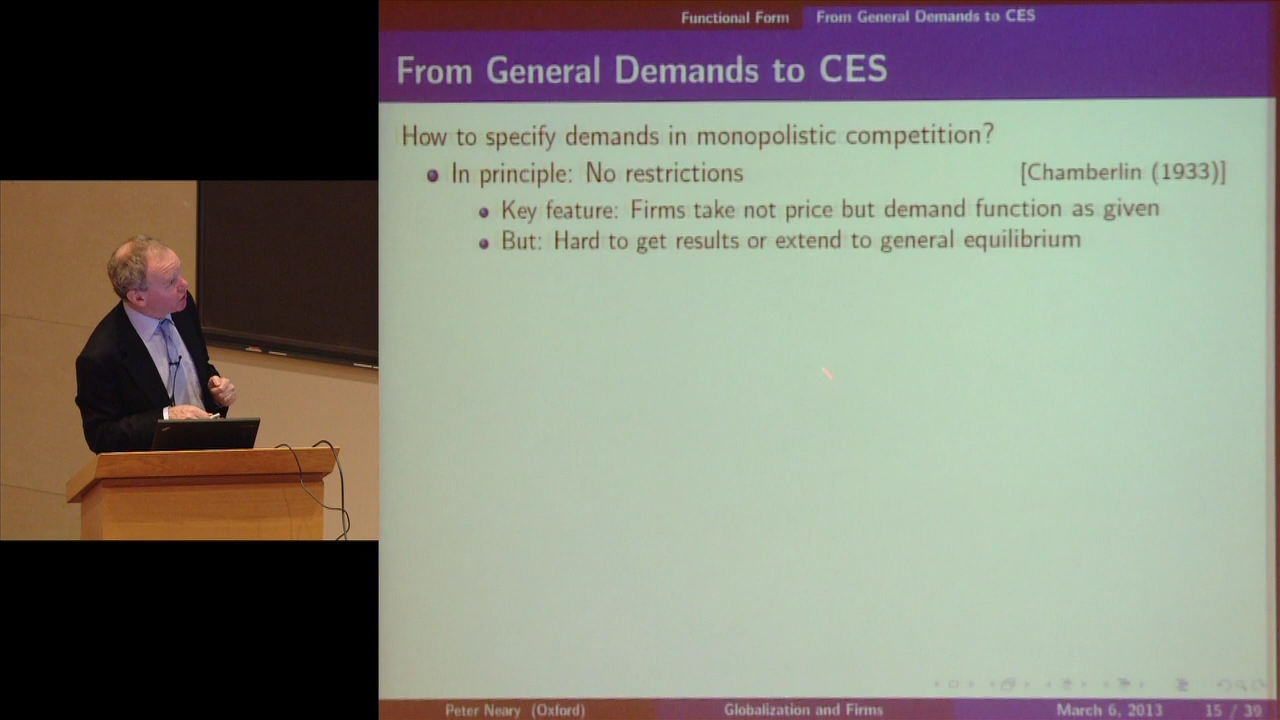 Functional Form From General Demands to CES
From General Demands to CES
How to specify demands in monopolistic competition?
In principle: No restrictions [Chamberlin (1933)]
Key feature: Firms take not price but demand function as given
But: Hard to get results or extend to general equilibrium
Peter Neary (Oxford) Globalization and Firms March 6, 2013 15 / 39